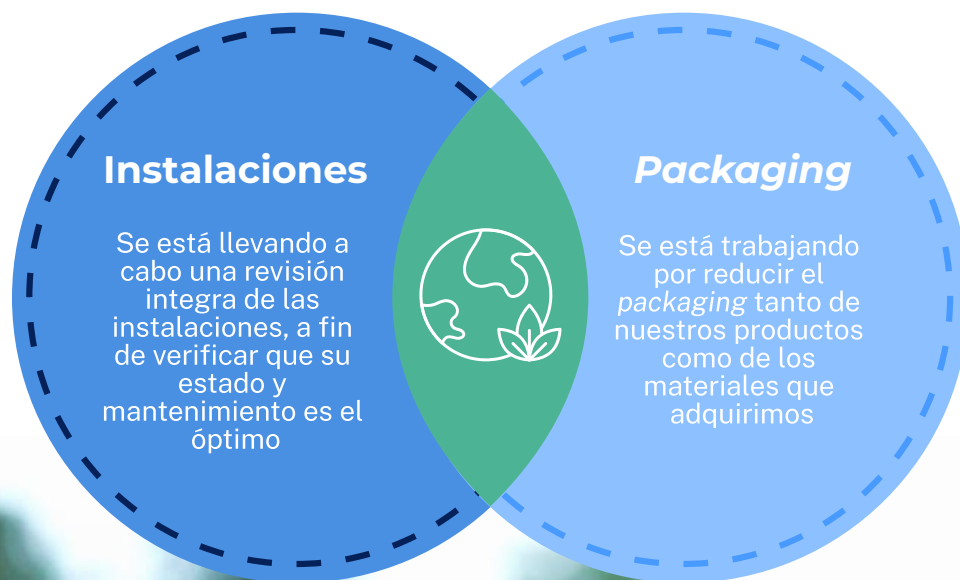 Instalaciones
Se está llevando a
cabo una revisión
integra de las
instalaciones, a fin
de verificar que su
estado y
mantenimiento es el
óptimo
Packaging
Se está trabajando
por reducir el
packaging tanto de
nuestros productos
como de los
materiales que
adquirimos